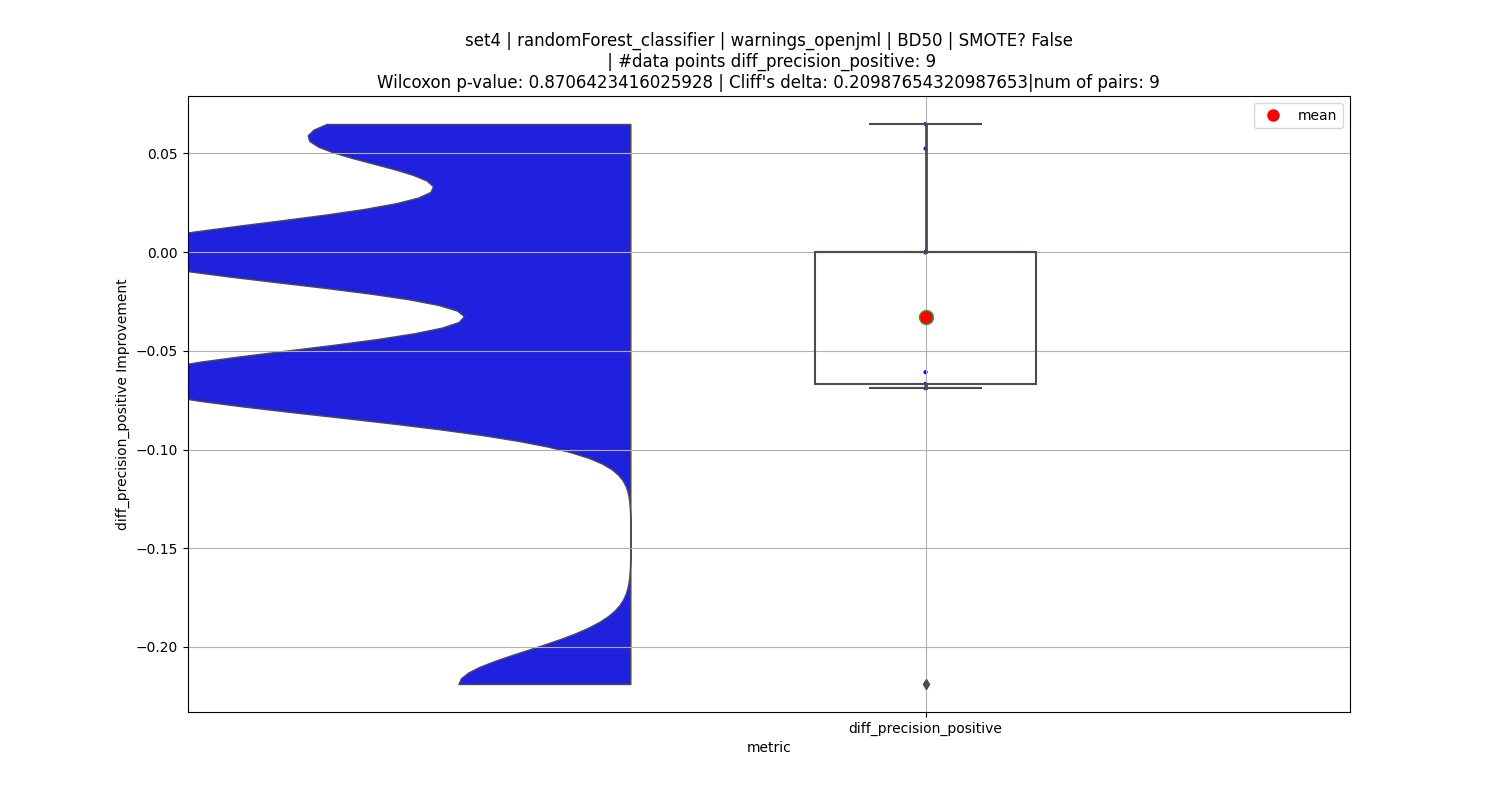 set4 | randomForest_classifier | warnings_openjml | BD50 | SMOTE? False
| #data points diff_precision_positive: 9
Wilcoxon p-value: 0.8706423416025928 | Cliff's delta: 0.20987654320987653|num of pairs: 9
mean
0.05
0.00
−0.05
−0.10
−0.15
−0.20
diff_precision_positive Improvement
diff_precision_positive
metric